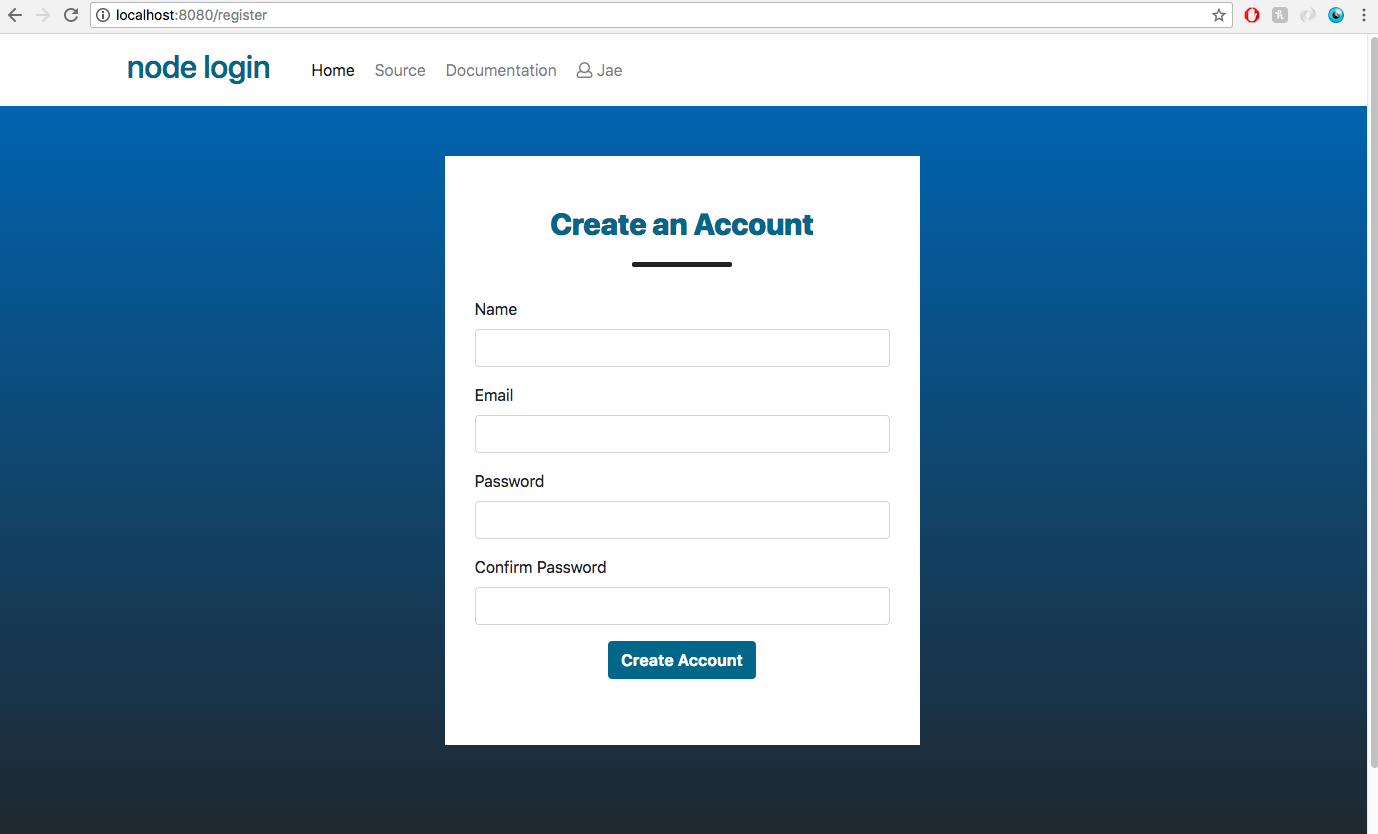 localhost:8080/register
node login Home Source Documentation Jae
Create an Account
Name
Email
Password
Confirm Password
Create Account